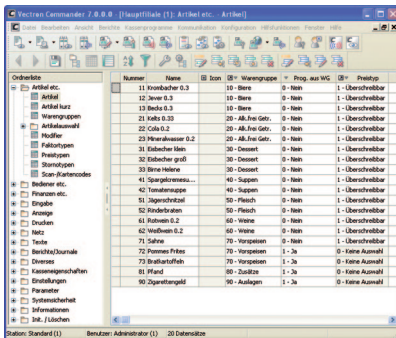 Vectron Commander 7.0.0.0 - [Hauptfiliale (1): Artikel etc. - Artikel]
Datei Bearbeiten Ansicht Berichte Kassenprogramme Kommunikation Konfiguration Hilfsfunktionen Fenster Hilfe
Ordnerliste
Artikel etc.
Artikel
Artikel kurz
Warengruppen
Artikelauswahl
Modifier
Faktortypen
Preistypen
Stornotypen
Scan-/Kartencodes
Bediener etc.
Finanzen etc.
Eingabe
Anzeige
Drucken
Netz
Texte
Berichte/Journale
Diverses
Kasseneigenschaften
Einstellungen
Parameter
Systemsicherheit
Informationen
Init. / Löschen
Nummer Name Icon Warengruppe Prog. aus WG Preistyp
11 Krombacher 0.3 10 - Biere 0 - Nein 1 - Überschreibbar
12 Jever 0.3 10 - Biere 0 - Nein 1 - Überschreibbar
13 Becks 0.3 10 - Biere 0 - Nein 1 - Überschreibbar
21 Kelts 0.33 20 - Alk.frei Getr. 0 - Nein 1 - Überschreibbar
22 Cola 0.2 20 - Alk.frei Getr. 0 - Nein 1 - Überschreibbar
23 Mineralwasser 0.2 20 - Alk.frei Getr. 0 - Nein 1 - Überschreibbar
31 Eisbecher klein 30 - Dessert 0 - Nein 1 - Überschreibbar
32 Eisbecher groß 30 - Dessert 0 - Nein 1 - Überschreibbar
33 Birne Helene 30 - Dessert 0 - Nein 1 - Überschreibbar
41 Spargelcremesu... 40 - Suppen 0 - Nein 1 - Überschreibbar
42 Tomatensuppe 40 - Suppen 0 - Nein 1 - Überschreibbar
51 Jägerschnitzel 50 - Fleisch 0 - Nein 1 - Überschreibbar
52 Rinderbraten 50 - Fleisch 0 - Nein 1 - Überschreibbar
61 Rotwein 0.2 60 - Weine 0 - Nein 1 - Überschreibbar
62 Weißwein 0.2 60 - Weine 0 - Nein 1 - Überschreibbar
71 Sahne 70 - Vorspeisen 0 - Nein 1 - Überschreibbar
72 Pommes Frites 70 - Vorspeisen 1 - Ja 0 - Keine Auswahl
73 Bratkartoffeln 70 - Vorspeisen 1 - Ja 0 - Keine Auswahl
81 Pfand 80 - Zusätze 1 - Ja 0 - Keine Auswahl
90 Zigarettengeld 90 - Auslagen 1 - Ja 0 - Keine Auswahl
Station: Standard (1) Benutzer: Administrator (1) 20 Datensätze